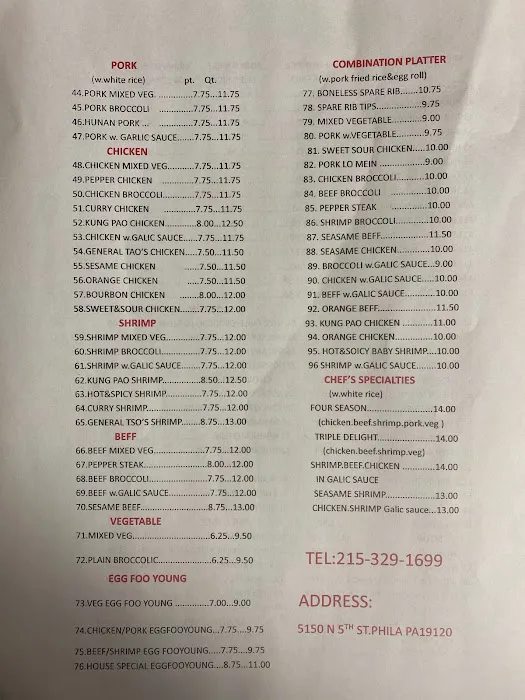 PORK
(w.white rice) pt. Qt.
44.PORK MIXED VEG. ............7.75...11.75
45.PORK BROCCOLI ............7.75...11.75
46.HUNAN PORK ... ............7.75...11.75
47.PORK w. GARLIC SAUCE.....7.75...11.75
CHICKEN
48.CHICKEN MIXED VEG.........7.75...11.75
49.PEPPER CHICKEN ............7.75...11.75
50.CHICKEN BROCCOLI...........7.75...11.75
51.CURRY CHICKEN ............7.75...11.75
52.KUNG PAO CHICKEN...........8.00...12.50
53.CHICKEN w.GALIC SAUCE.....7.75...11.75
54.GENERAL TAO'S CHICKEN.....7.50...11.50
55.SESAME CHICKEN .....7.50...11.50
56.ORANGE CHICKEN .....7.50...11.50
57.BOURBON CHICKEN ........8.00...12.00
58.SWEET&SOUR CHICKEN........7.75...12.00
SHRIMP
59.SHRIMP MIXED VEG...........7.75...12.00
60.SHRIMP BROCCOLI.............7.75...12.00
61.SHRIMP w.GALIC SAUCE.......7.75...12.00
62.KUNG PAO SHRIMP.............8.50...12.50
63.HOT&SPICY SHRIMP............7.75...12.00
64.CURRY SHRIMP..................7.75...12.00
65.GENERAL TSO'S SHRIMP.......8.75...13.00
BEEF
66.BEEF MIXED VEG.................7.75...12.00
67.PEPPER STEAK.....................8.00...12.00
68.BEEF BROCCOLI...................7.75...12.00
69.BEEF w.GALIC SAUCE.............7.75...12.00
70.SESAME BEEF.....................8.75...13.00
VEGETABLE
71.MIXED VEG..........................6.25...9.50
72.PLAIN BROCCOLIC..................6.25...9.50
EGG FOO YOUNG
73.VEG EGG FOO YOUNG ............7.00...9.00
74.CHICKEN/PORK EGGFOOYOUNG...7.75....9.75
75.BEEF/SHRIMP EGG FOOYOUNG....7.75....9.75
76.HOUSE SPECIAL EGGFOOYOUNG....8.75...11.00
COMBINATION PLATTER
(w.pork fried rice&egg roll)
77. BONELESS SPARE RIB......10.75
78. SPARE RIB TIPS...............9.75
79. MIXED VEGETABLE...........9.00
80. PORK w.VEGETABLE.........9.75
81. SWEET SOUR CHICKEN.....10.00
82. PORK LO MEIN ...............9.00
83. CHICKEN BROCCOLI.........10.00
84. BEEF BROCCOLI ............10.00
85. PEPPER STEAK ............10.00
86. SHRIMP BROCCOLI.........10.00
87. SEASAME BEEF...............11.50
88. SEASAME CHICKEN...........10.00
89. BROCCOLI w.GALIC SAUCE...9.00
90. CHICKEN w.GALIC SAUCE.....10.00
91. BEEF w.GALIC SAUCE..........10.00
92. ORANGE BEEF..................11.50
93. KUNG PAO CHICKEN ..........11.00
94. ORANGE CHICKEN..............10.00
95. HOT&SOICY BABY SHRIMP....10.00
96 SHRIMP w.GALIC SAUCE.......10.00
CHEF'S SPECIALTIES
(w.white rice)
FOUR SEASON.......................14.00
(chicken.beef.shrimp.pork.veg )
TRIPLE DELIGHT....................14.00
(chicken.beef.shrimp.veg)
SHRIMP.BEEF.CHICKEN ............14.00
IN GALIC SAUCE
SEASAME SHRIMP..................13.00
CHICKEN.SHRIMP Galic sauce...13.00
TEL:215-329-1699
ADDRESS:
5150 N 5TH ST.PHILA PA19120